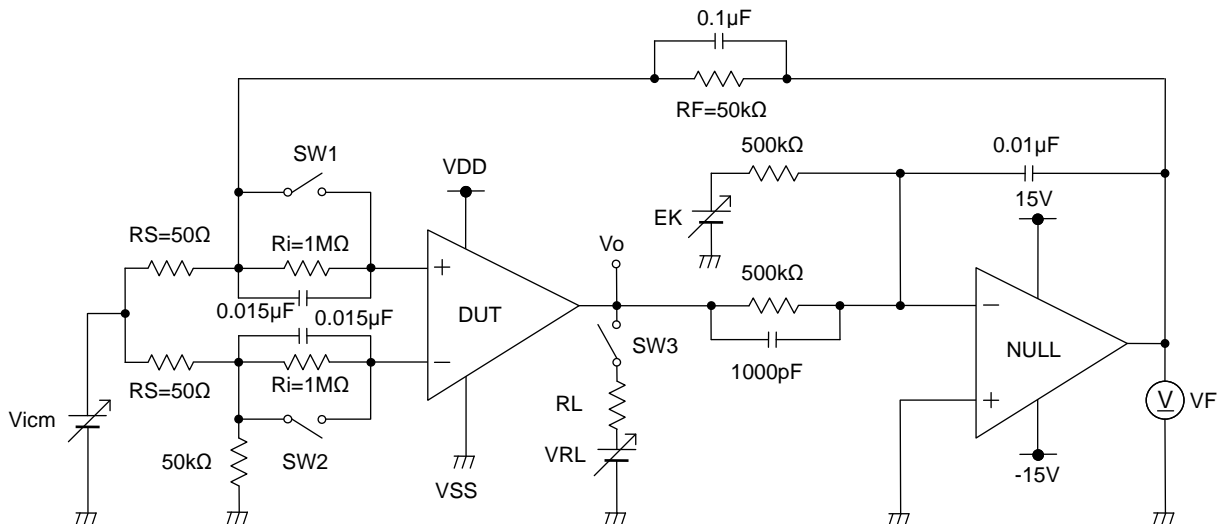 0.1µF
RF=50kΩ
SW1
VDD
500kΩ
0.01µF
15V
EK
RS=50Ω
Ri=1MΩ
Vo
500kΩ
+
0.015µF
DUT
−
0.015µF
−
SW3
NULL
1000pF
V
VF
RS=50Ω
Ri=1MΩ
RL
+
Vicm
SW2
VRL
50kΩ
VSS
-15V